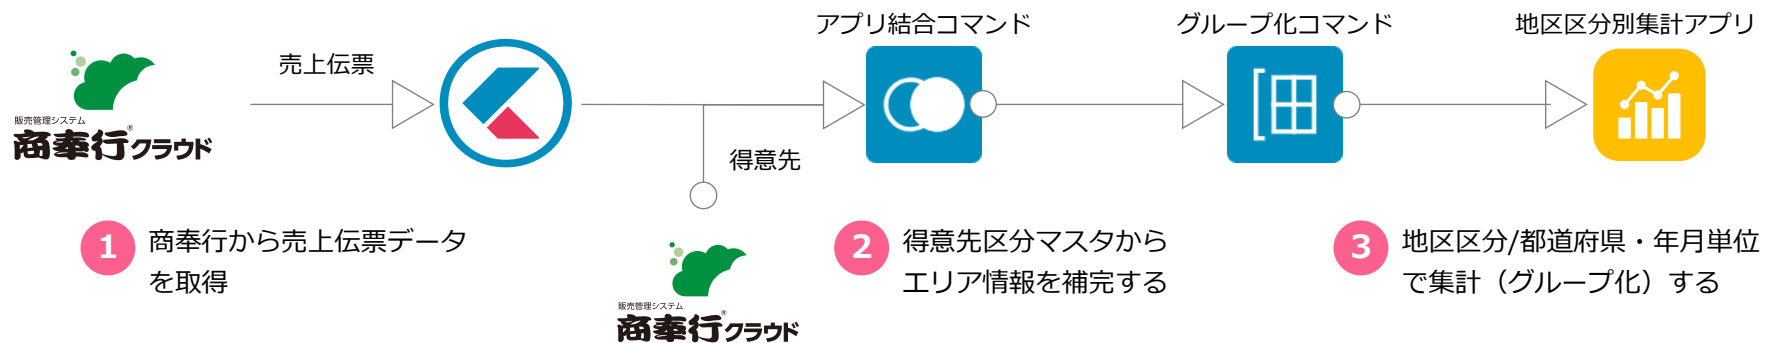 アプリ結合コマンド
グループ化コマンド
地区区分別集計アプリ
売上伝票
販売管理システム
商奉行®クラウド
得意先
1 商奉行から売上伝票データ
を取得
2 得意先区分マスタから
エリア情報を補完する
3 地区区分/都道府県・年月単位
で集計（グループ化）する
販売管理システム
商奉行®クラウド